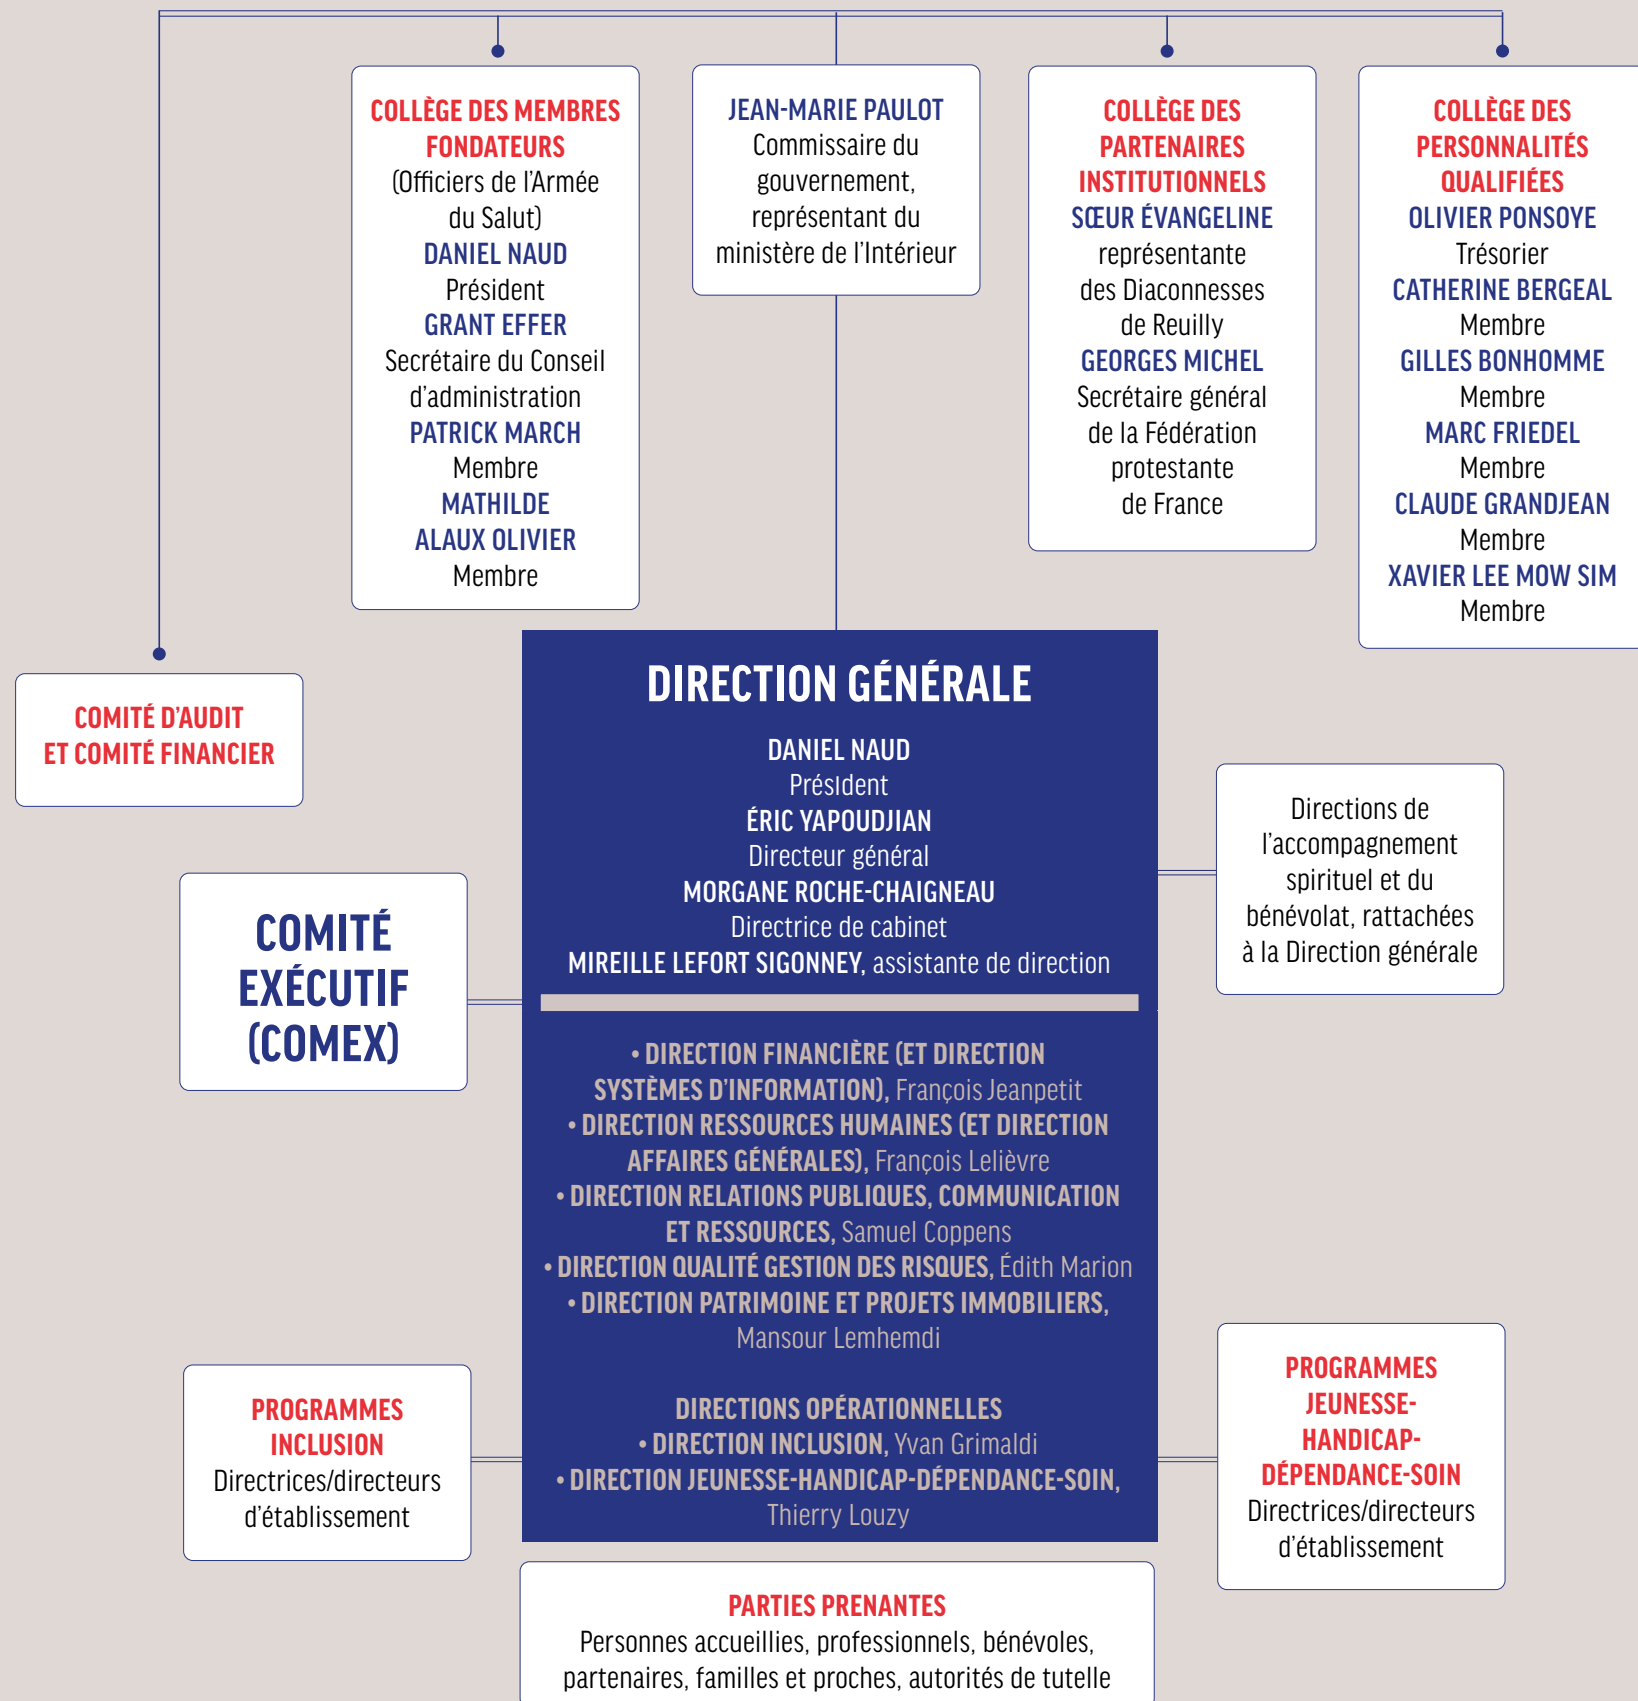 COLLÈGE DES MEMBRES
FONDATEURS
(Officiers de l'Armée
du Salut)
DANIEL NAUD
Président
GRANT EFFER
Secrétaire du Conseil
d'administration
PATRICK MARCH
Membre
MATHILDE
ALAUX OLIVIER
Membre
JEAN-MARIE PAULOT
Commissaire du
gouvernement,
représentant du
ministère de l'Intérieur
COLLÈGE DES
PARTENAIRES
INSTITUTIONNELS
SŒUR ÉVANGELINE
représentante
des Diaconnesses
de Reuilly
GEORGES MICHEL
Secrétaire général
de la Fédération
protestante
de France
COLLÈGE DES
PERSONNALITÉS
QUALIFIÉES
OLIVIER PONSOYE
Trésorier
CATHERINE BERGEAL
Membre
GILLES BONHOMME
Membre
MARC FRIEDEL
Membre
CLAUDE GRANDJEAN
Membre
XAVIER LEE MOW SIM
Membre
COMITÉ D'AUDIT
ET COMITÉ FINANCIER
DIRECTION GÉNÉRALE
DANIEL NAUD
Président
ÉRIC YAPOUDJIAN
Directeur général
MORGANE ROCHE-CHAIGNEAU
Directrice de cabinet
MIREILLE LEFORT SIGONNEY, assistante de direction
Directions de
l'accompagnement
spirituel et du
bénévolat, rattachées
à la Direction générale
COMITÉ
EXÉCUTIF
(COMEX)
• DIRECTION FINANCIÈRE (ET DIRECTION
SYSTÈMES D'INFORMATION), François Jeanpetit
• DIRECTION RESSOURCES HUMAINES (ET DIRECTION
AFFAIRES GÉNÉRALES), François Lelièvre
• DIRECTION RELATIONS PUBLIQUES, COMMUNICATION
ET RESSOURCES, Samuel Coppens
• DIRECTION QUALITÉ GESTION DES RISQUES, Édith Marion
• DIRECTION PATRIMOINE ET PROJETS IMMOBILIERS,
Mansour Lemhemdi
DIRECTIONS OPÉRATIONNELLES
• DIRECTION INCLUSION, Yvan Grimaldi
• DIRECTION JEUNESSE-HANDICAP-DÉPENDANCE-SOIN,
Thierry Louzy
PROGRAMMES
INCLUSION
Directrices/directeurs
d'établissement
PROGRAMMES
JEUNESSE-
HANDICAP-
DÉPENDANCE-SOIN
Directrices/directeurs
d'établissement
PARTIES PRENANTES
Personnes accueillies, professionnels, bénévoles,
partenaires, familles et proches, autorités de tutelle